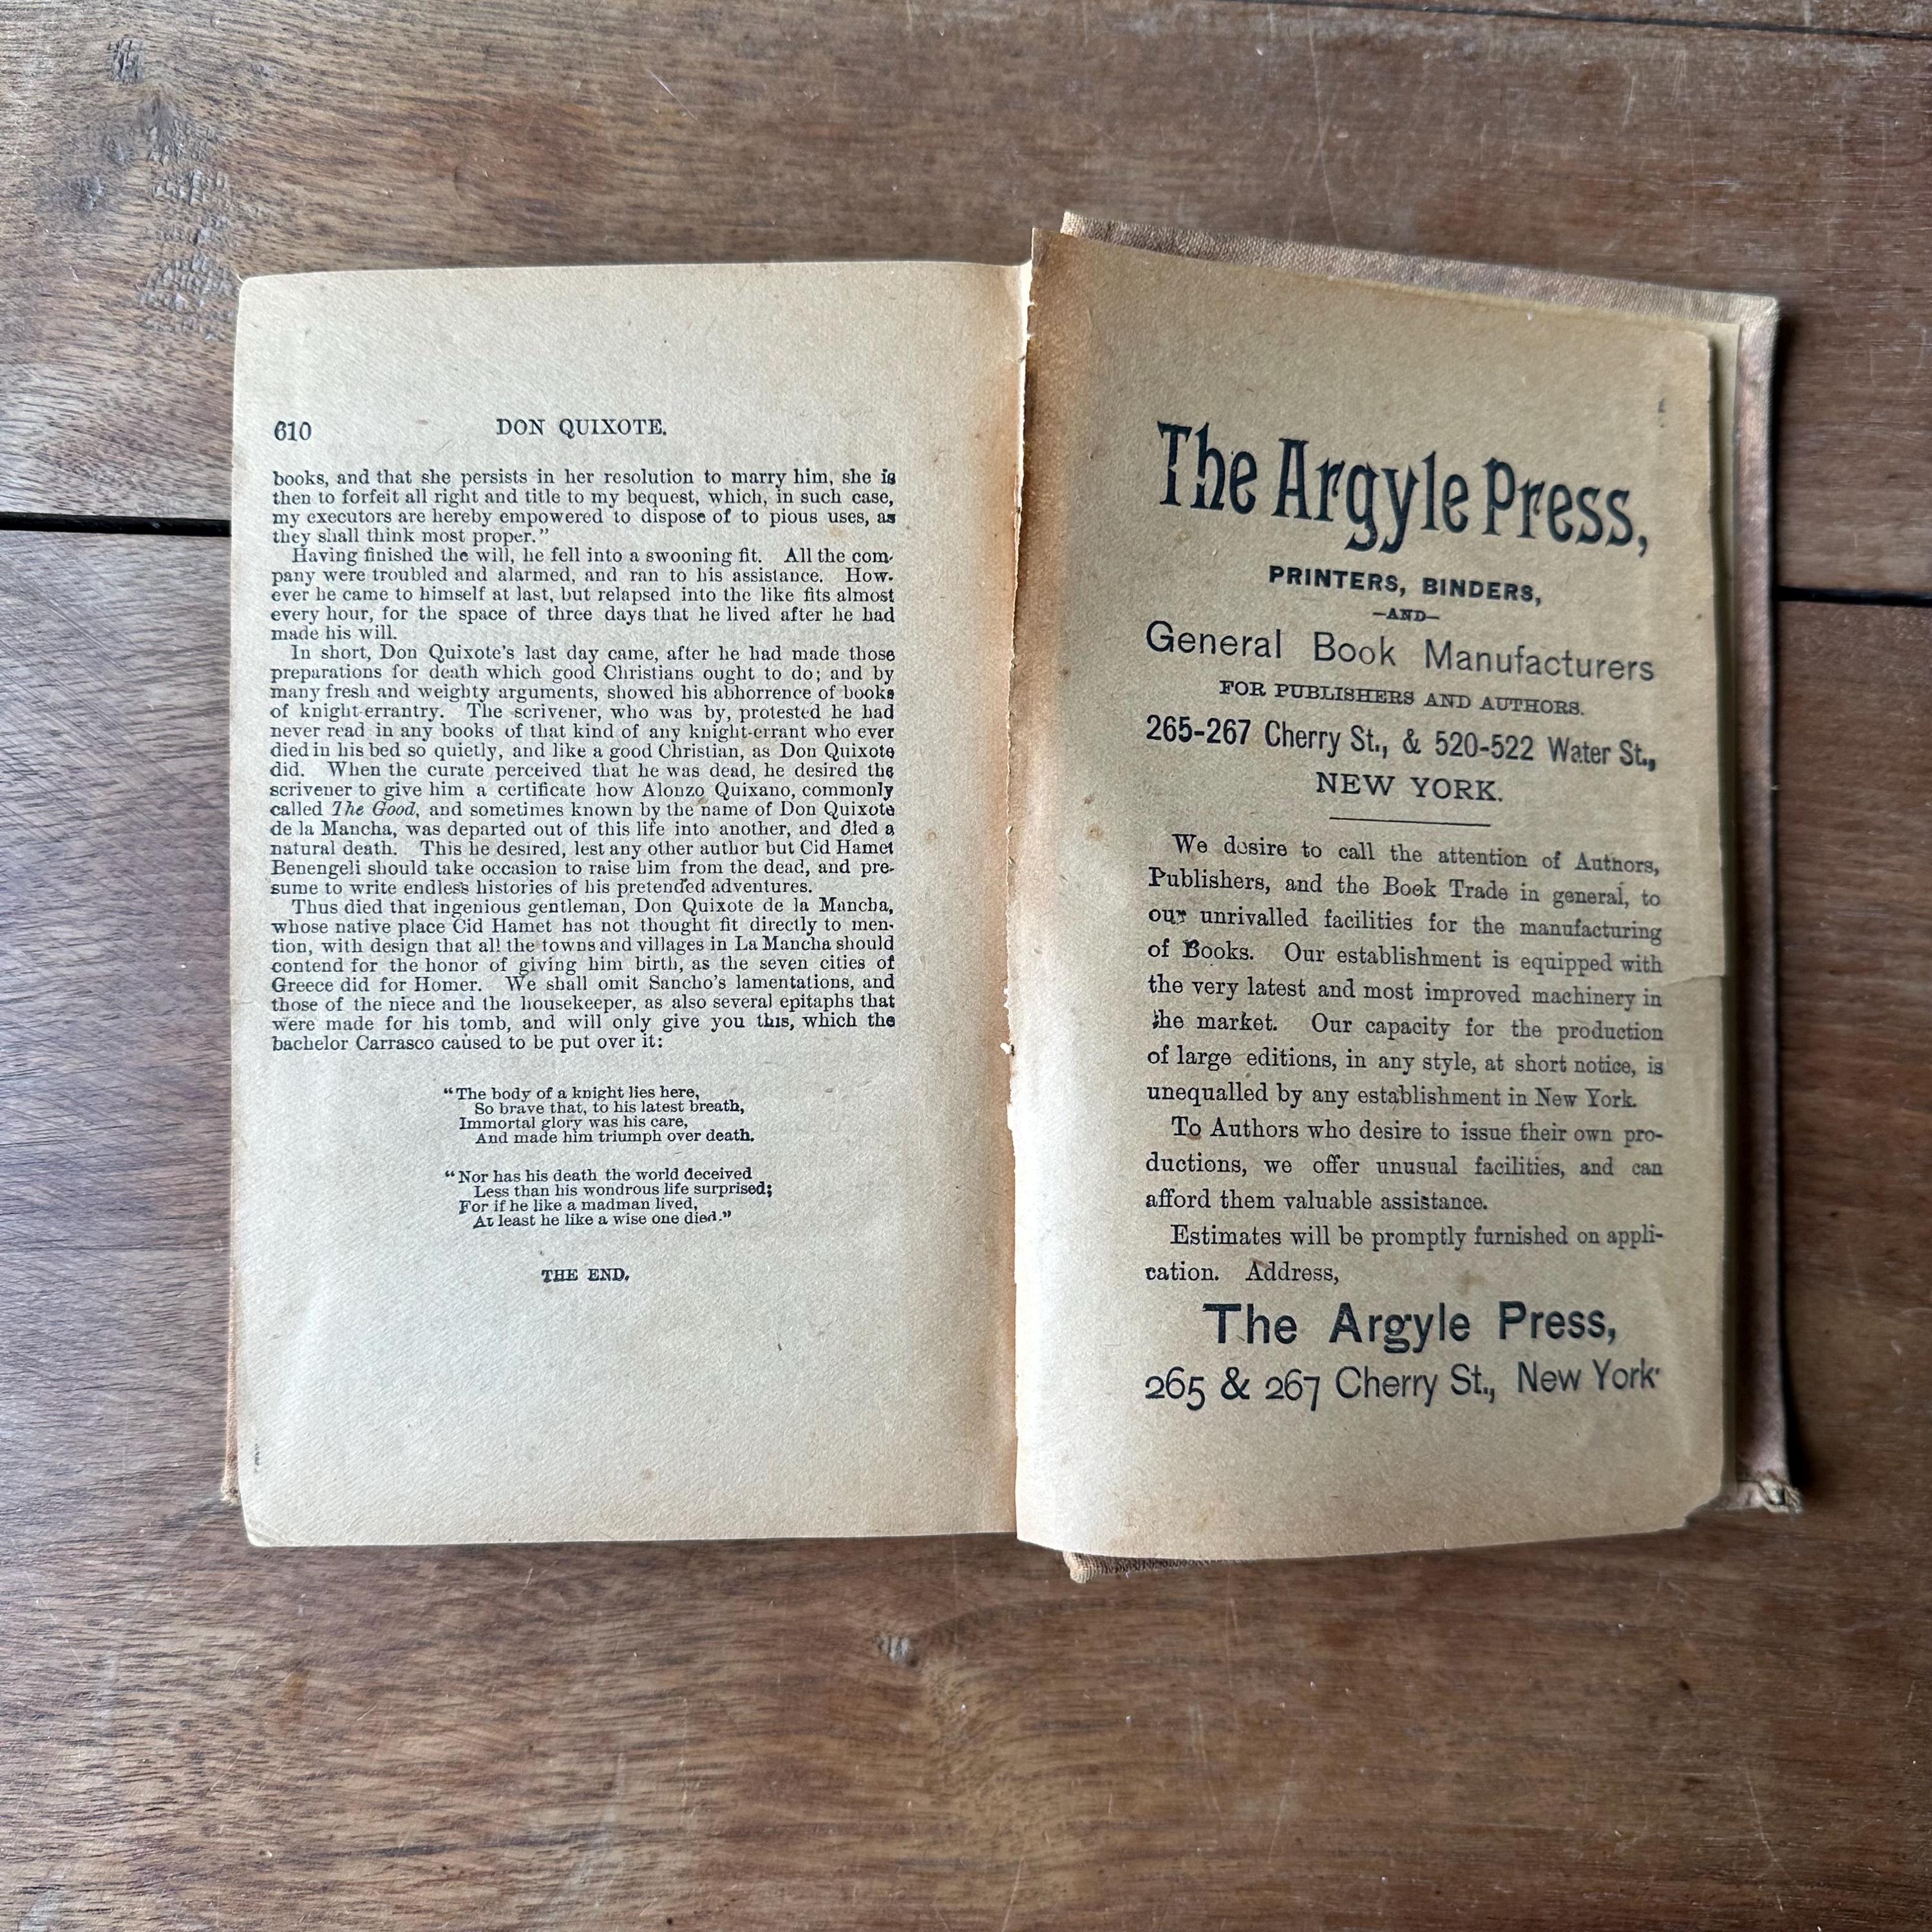 610 DON QUIXOTE.
books, and that she persists in her resolution to marry him, she is
then to forfeit all right and title to my bequest, which, in such case,
my executors are hereby empowered to dispose of to pious uses, as
they shall think most proper."
Having finished the will, he fell into a swooning fit. All the com-
pany were troubled and alarmed, and ran to his assistance. How-
ever he came to himself at last, but relapsed into the like fits almost
every hour, for the space of three days that he lived after he had
made his will.
In short, Don Quixote's last day came, after he had made those
preparations for death which good Christians ought to do; and by
many fresh and weighty arguments, showed his abhorrence of books
of knight-errantry. The scrivener, who was by, protested he had
never read in any books of that kind of any knight-errant who ever
died in his bed so quietly, and like a good Christian, as Don Quixote
did. When the curate perceived that he was dead, he desired the
scrivener to give him a certificate how Alonzo Quixano, commonly
called The Good, and sometimes known by the name of Don Quixote
de la Mancha, was departed out of this life into another, and died a
natural death. This he desired, lest any other author but Cid Hamet
Benengeli should take occasion to raise him from the dead, and pre-
sume to write endless histories of his pretended adventures.
Thus died that ingenious gentleman, Don Quixote de la Mancha,
whose native place Cid Hamet has not thought fit directly to men-
tion, with design that all the towns and villages in La Mancha should
contend for the honor of giving him birth, as the seven cities of
Greece did for Homer. We shall omit Sancho's lamentations, and
those of the niece and the housekeeper, as also several epitaphs that
were made for his tomb, and will only give you this, which the
bachelor Carrasco caused to be put over it:
"The body of a knight lies here,
So brave that, to his latest breath,
Immortal glory was his care,
And made him triumph over death.
"Nor has his death the world deceived
Less than his wondrous life surprised;
For if he like a madman lived,
At least he like a wise one died."
THE END.
The Argyle Press,
PRINTERS, BINDERS,
—AND—
General Book Manufacturers
FOR PUBLISHERS AND AUTHORS.
265-267 Cherry St., & 520-522 Water St.,
NEW YORK.
We desire to call the attention of Authors,
Publishers, and the Book Trade in general, to
our unrivalled facilities for the manufacturing
of Books. Our establishment is equipped with
the very latest and most improved machinery in
the market. Our capacity for the production
of large editions, in any style, at short notice, is
unequalled by any establishment in New York.
To Authors who desire to issue their own pro-
ductions, we offer unusual facilities, and can
afford them valuable assistance.
Estimates will be promptly furnished on appli-
cation. Address,
The Argyle Press,
265 & 267 Cherry St., New York